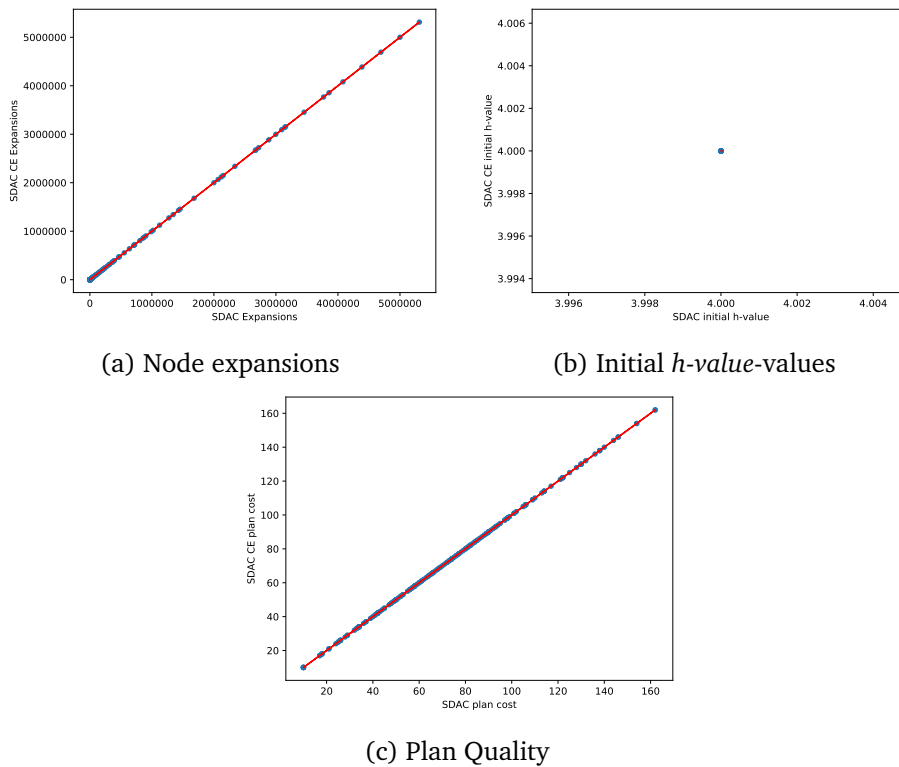 5000000
4000000
3000000
2000000
1000000
0
SDAC CE Expansions
0 1000000 2000000 3000000 4000000 5000000
SDAC Expansions
(a) Node expansions
4.006
4.004
4.002
4.000
3.998
3.996
3.994
SDAC CE initial h-value
3.996 3.998 4.000 4.002 4.004
SDAC initial h-value
(b) Initial h-value-values
160
140
120
100
80
60
40
20
SDAC CE plan cost
20 40 60 80 100 120 140 160
SDAC plan cost
(c) Plan Quality